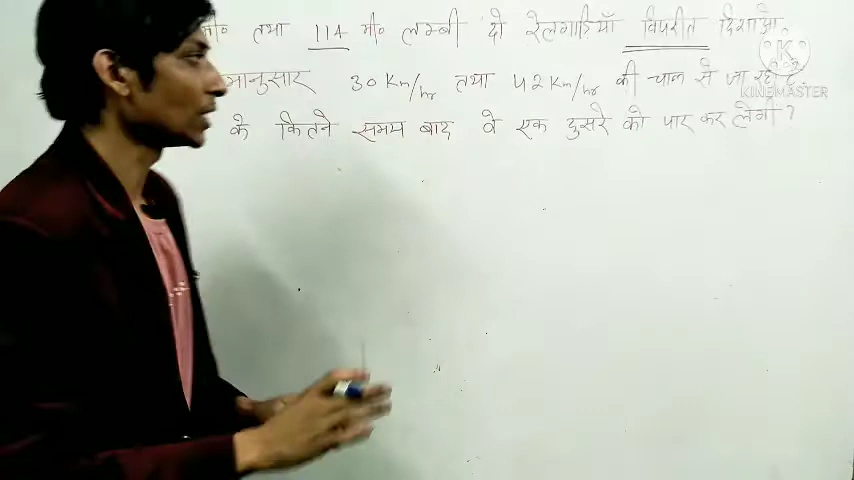 मी० तथा 114 मी० लम्बी दो रेलगाडियाँ विपरीत दिशाओ
30 Km/hr तथा 42 Km/hr की चाल से जा रही है
के कितने समय बाद वे एक दुसरे को पार कर लेगी ?
KINEMASTER